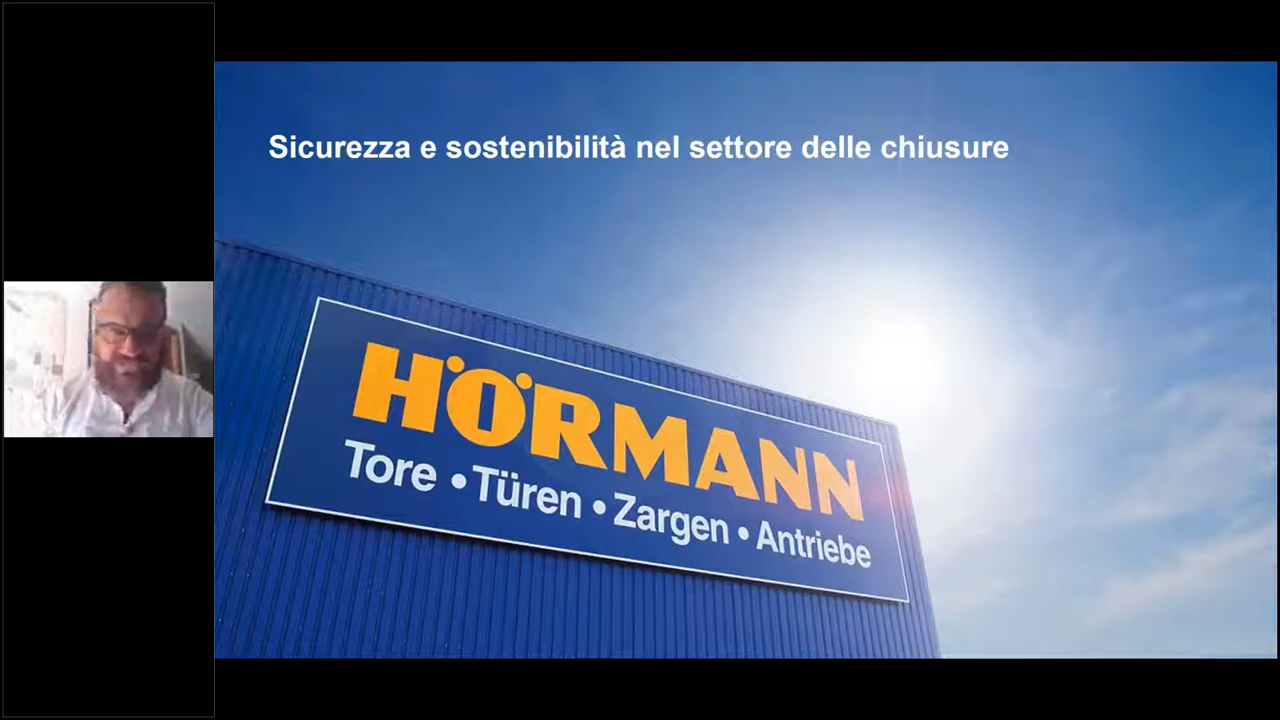 Sicurezza e sostenibilità nel settore delle chiusure
HÖRMANN
Tore • Türen • Zargen • Antriebe